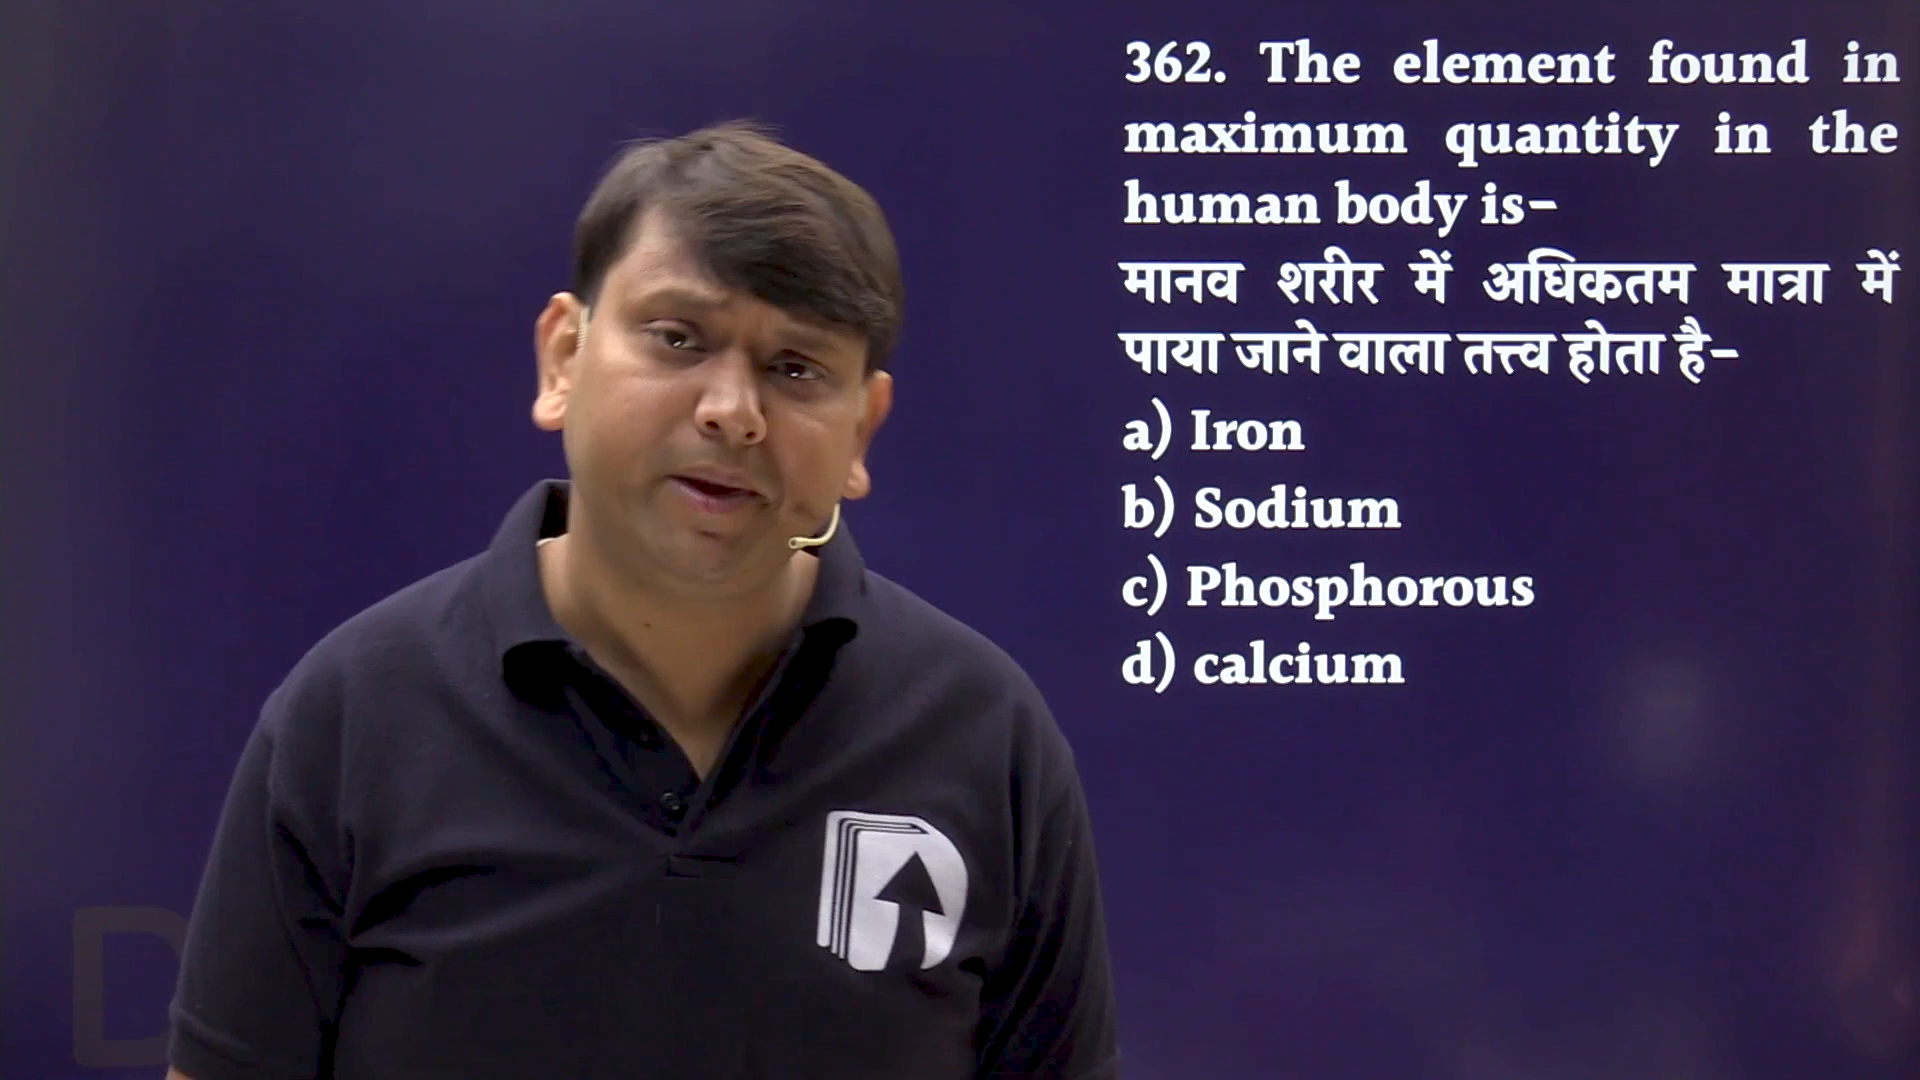 362. The element found in
maximum quantity in the
human body is-
मानव शरीर में अधिकतम मात्रा में
पाया जाने वाला तत्त्व होता है-
a) Iron
b) Sodium
c) Phosphorous
d) calcium
D